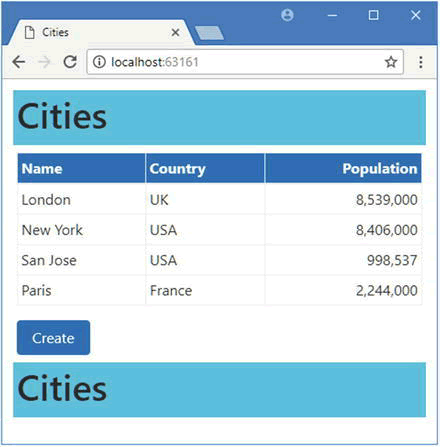 Cities
localhost:63161
Cities
Name Country Population
London UK 8,539,000
New York USA 8,406,000
San Jose USA 998,537
Paris France 2,244,000
Create
Cities